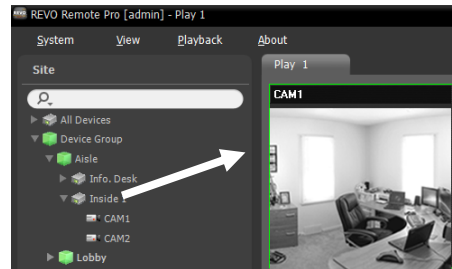 REVO Remote Pro [admin] - Play 1
System View Playback About
Site
Play 1
CAM1
All Devices
Device Group
Aisle
Info. Desk
Inside 1
CAM1
CAM2
Lobby